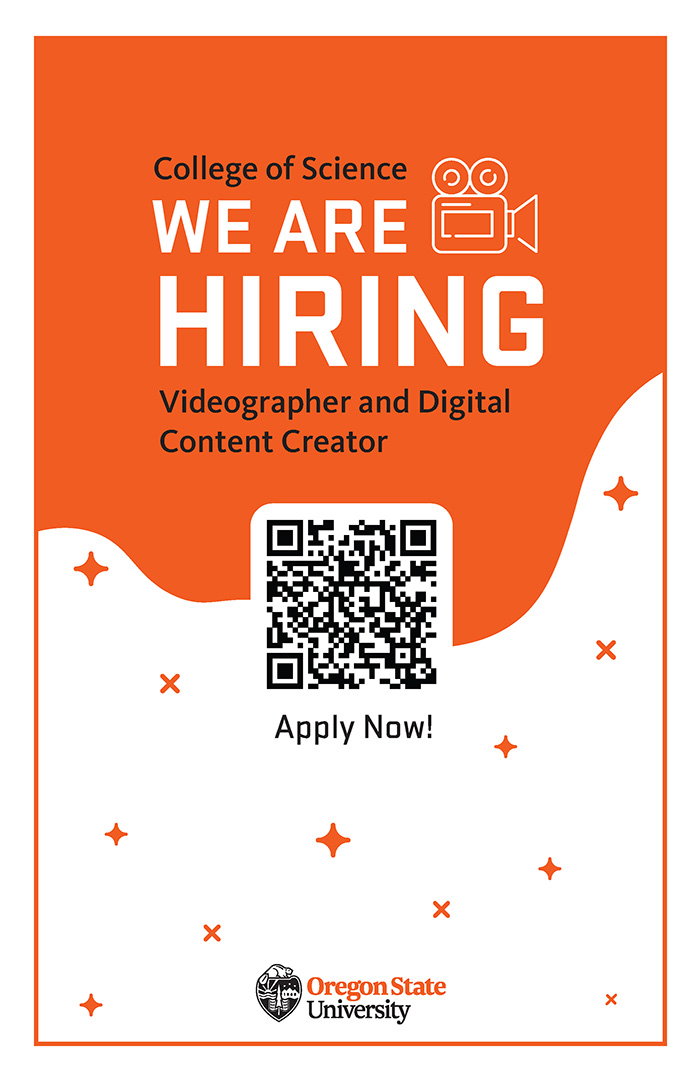 College of Science
WE ARE
HIRING
Videographer and Digital
Content Creator
Apply Now!
Oregon State
University